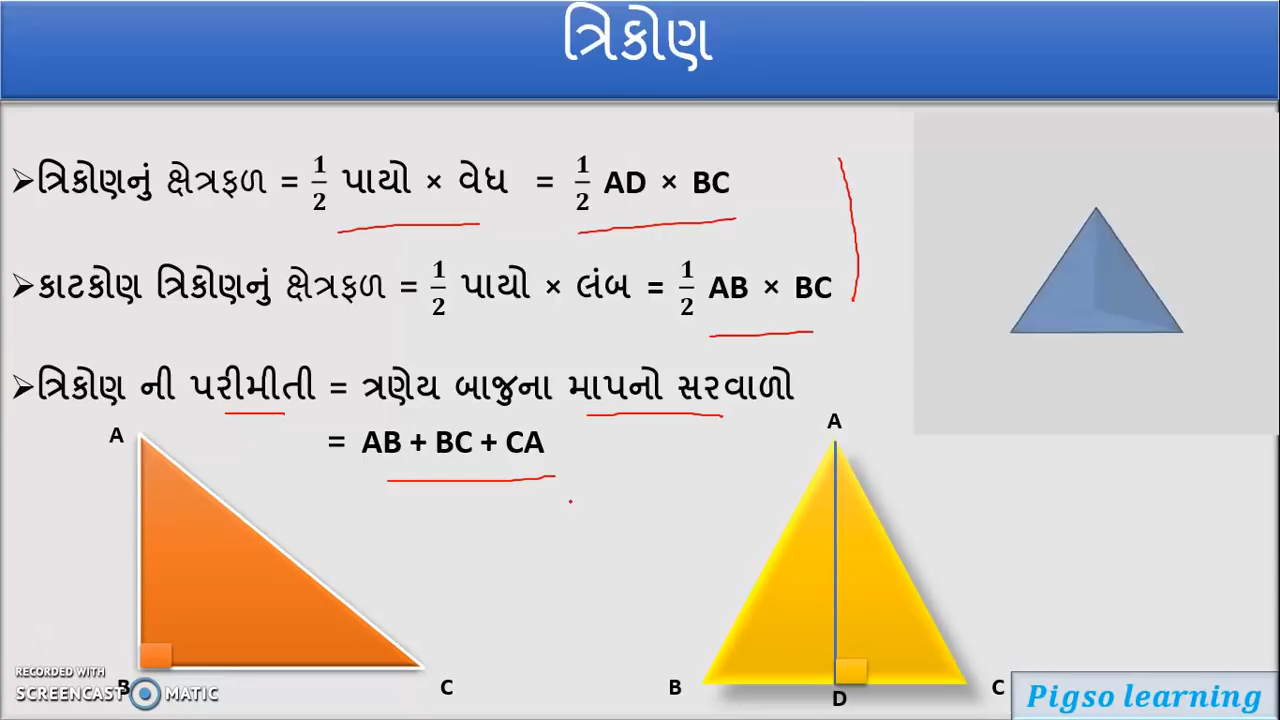 ત્રિકોણ
➢ત્રિકોણનું ક્ષેત્રફળ = 1/2 પાયો × વેધ = 1/2 AD × BC
➢કાટકોણ ત્રિકોણનું ક્ષેત્રફળ = 1/2 પાયો × લંબ = 1/2 AB × BC
➢ત્રિકોણ ની પરીમીતી = ત્રણેય બાજુના માપનો સરવાળો
= AB + BC + CA
A
B
C
A
B
D
C
RECORDED WITH
SCREENCAST MATIC
Pigso learning